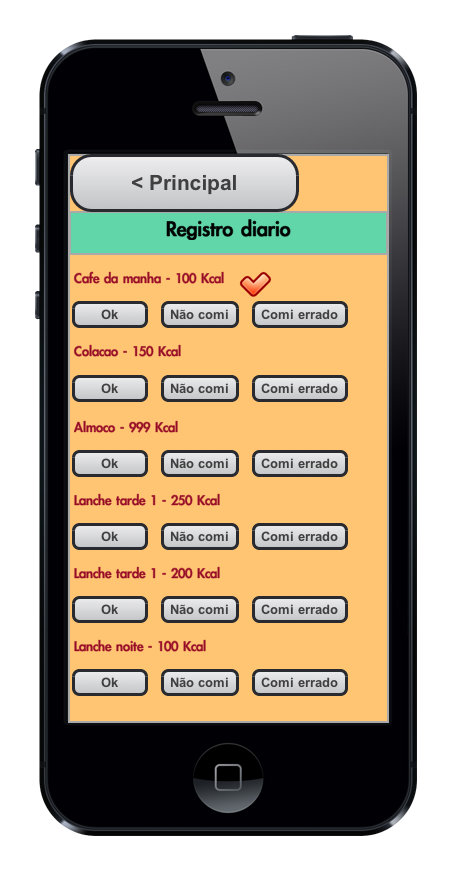 < Principal
Registro diario
Cafe da manha - 100 Kcal
Ok Não comi Comi errado
Colacao - 150 Kcal
Ok Não comi Comi errado
Almoco - 999 Kcal
Ok Não comi Comi errado
Lanche tarde 1 - 250 Kcal
Ok Não comi Comi errado
Lanche tarde 1 - 200 Kcal
Ok Não comi Comi errado
Lanche noite - 100 Kcal
Ok Não comi Comi errado